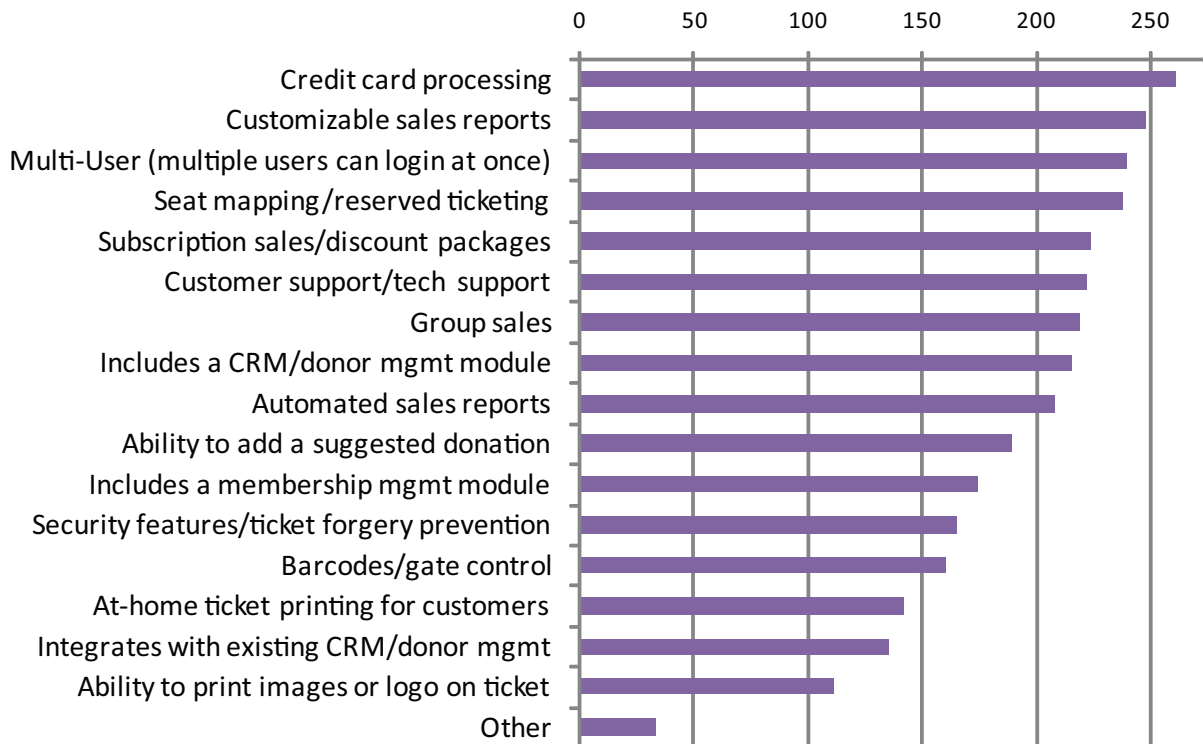 0 50 100 150 200 250
Credit card processing
Customizable sales reports
Multi-User (multiple users can login at once)
Seat mapping/reserved ticketing
Subscription sales/discount packages
Customer support/tech support
Group sales
Includes a CRM/donor mgmt module
Automated sales reports
Ability to add a suggested donation
Includes a membership mgmt module
Security features/ticket forgery prevention
Barcodes/gate control
At-home ticket printing for customers
Integrates with existing CRM/donor mgmt
Ability to print images or logo on ticket
Other